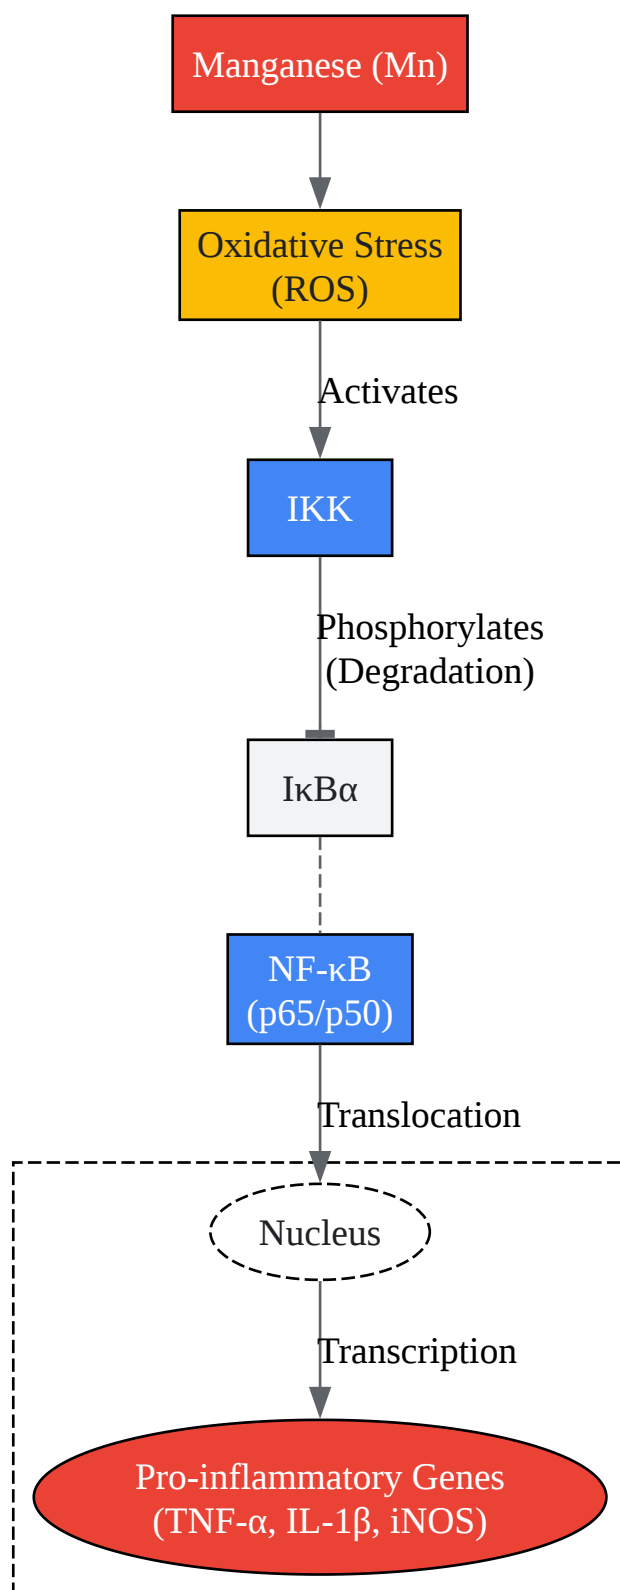 Manganese (Mn)
Oxidative Stress
(ROS)
Activates
IKK
Phosphorylates
(Degradation)
IκBα
NF-κB
(p65/p50)
Translocation
Nucleus
Transcription
Pro-inflammatory Genes
(TNF-α, IL-1β, iNOS)